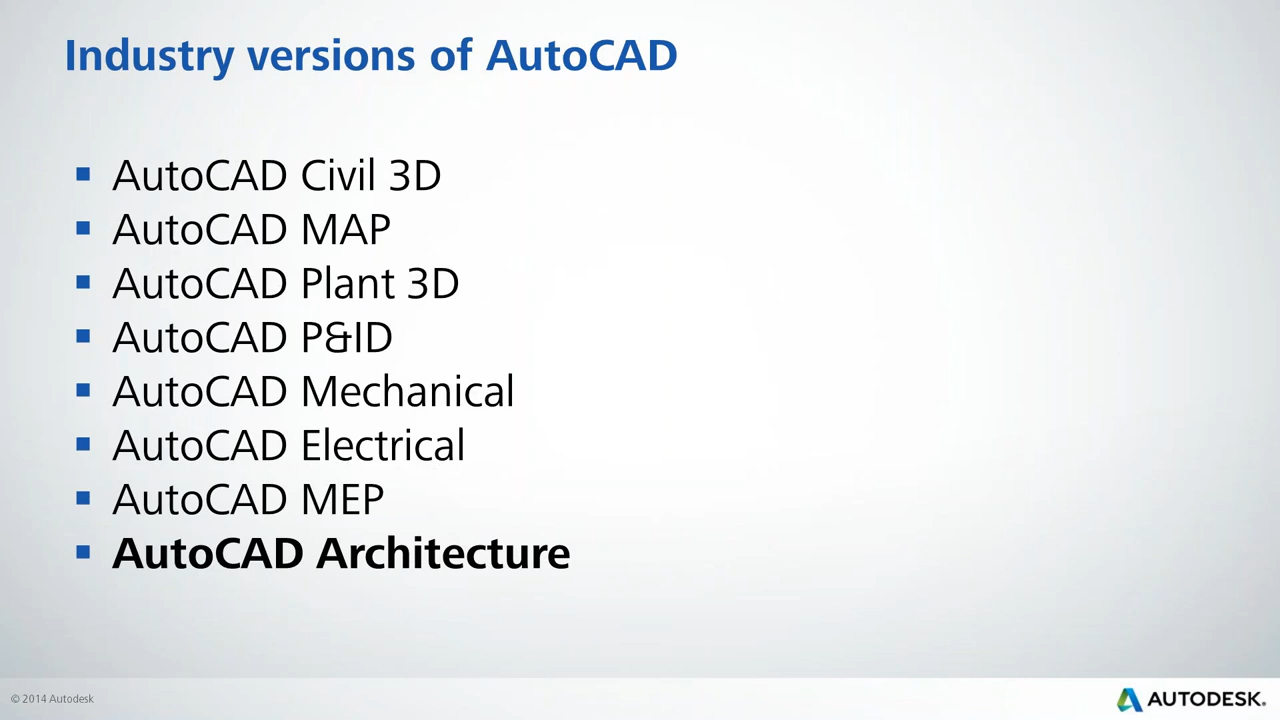 Industry versions of AutoCAD
AutoCAD Civil 3D
AutoCAD MAP
AutoCAD Plant 3D
AutoCAD P&ID
AutoCAD Mechanical
AutoCAD Electrical
AutoCAD MEP
AutoCAD Architecture
© 2014 Autodesk
AUTODESK.